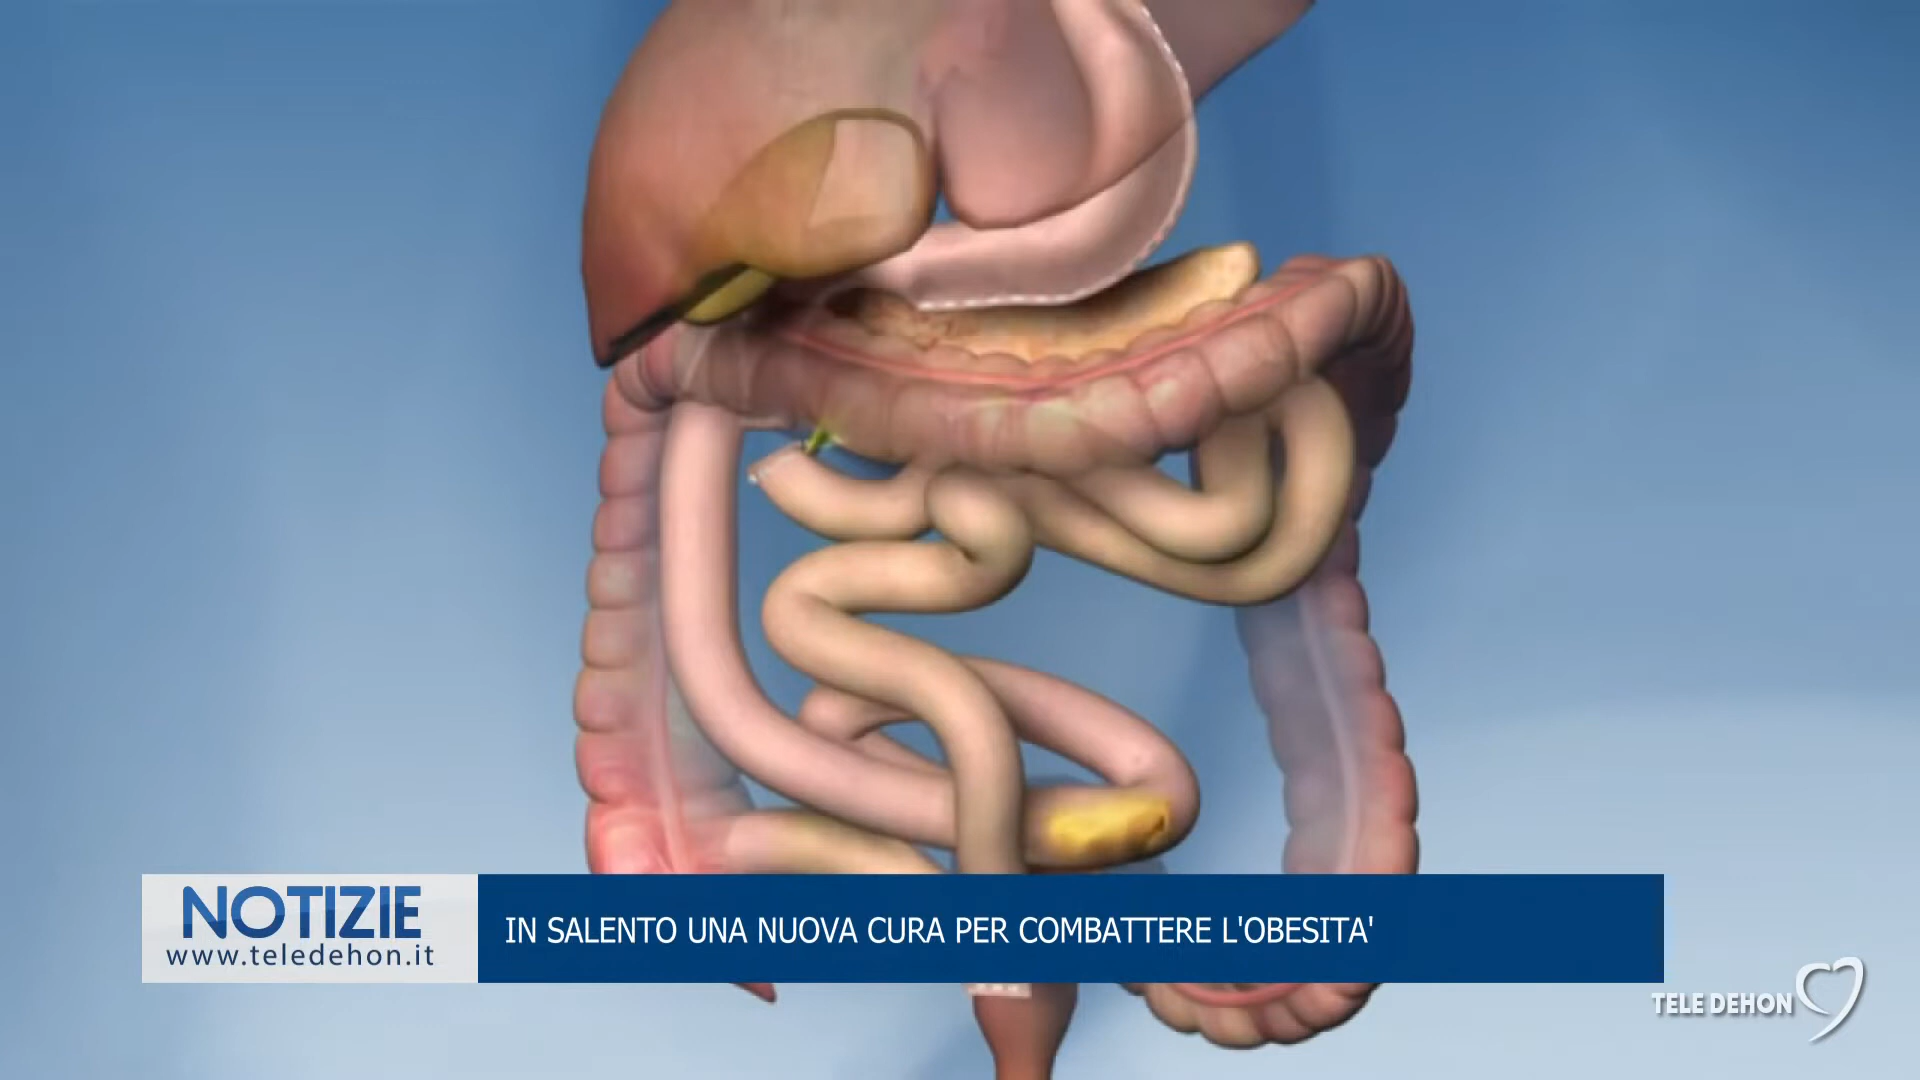 NOTIZIE
www.teledehon.it
IN SALENTO UNA NUOVA CURA PER COMBATTERE L'OBESITA'
TELE DEHON